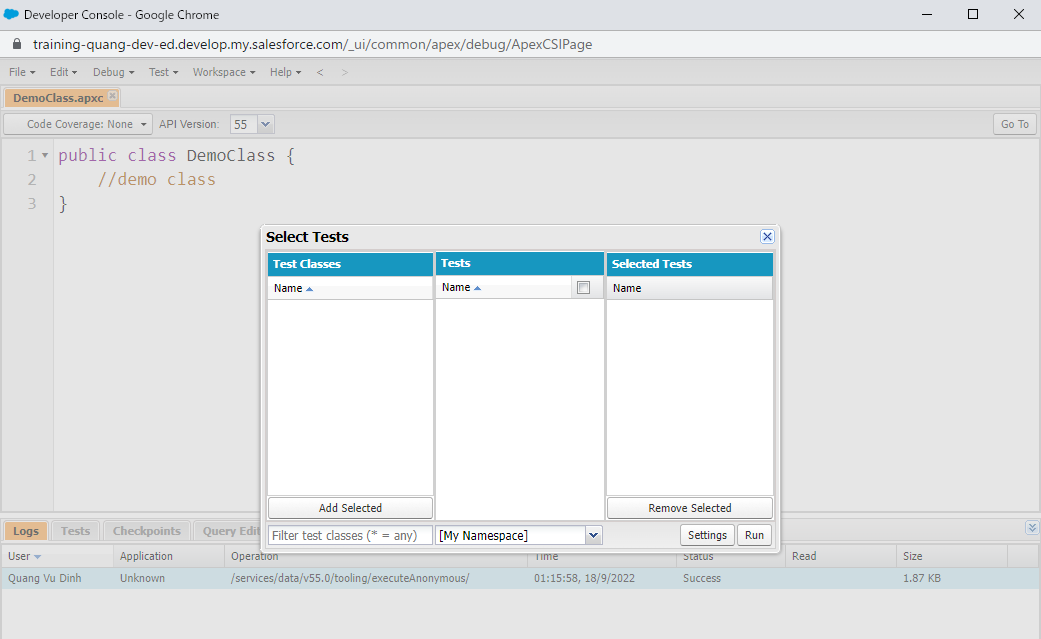 Developer Console - Google Chrome
training-quang-dev-ed.develop.my.salesforce.com/_ui/common/apex/debug/ApexCSIPage
File Edit Debug Test Workspace Help < >
DemoClass.apxc
Code Coverage: None API Version: 55 Go To
1 public class DemoClass {
2 //demo class
3 }
Select Tests
Test Classes Tests Selected Tests
Name Name Name
Add Selected Remove Selected
Filter test classes (* = any) [My Namespace] Settings Run
Logs Tests Checkpoints Query Edit
User Application Operation Time Status Read Size
Quang Vu Dinh Unknown /services/data/v55.0/tooling/executeAnonymous/ 01:15:58, 18/9/2022 Success 1.87 KB